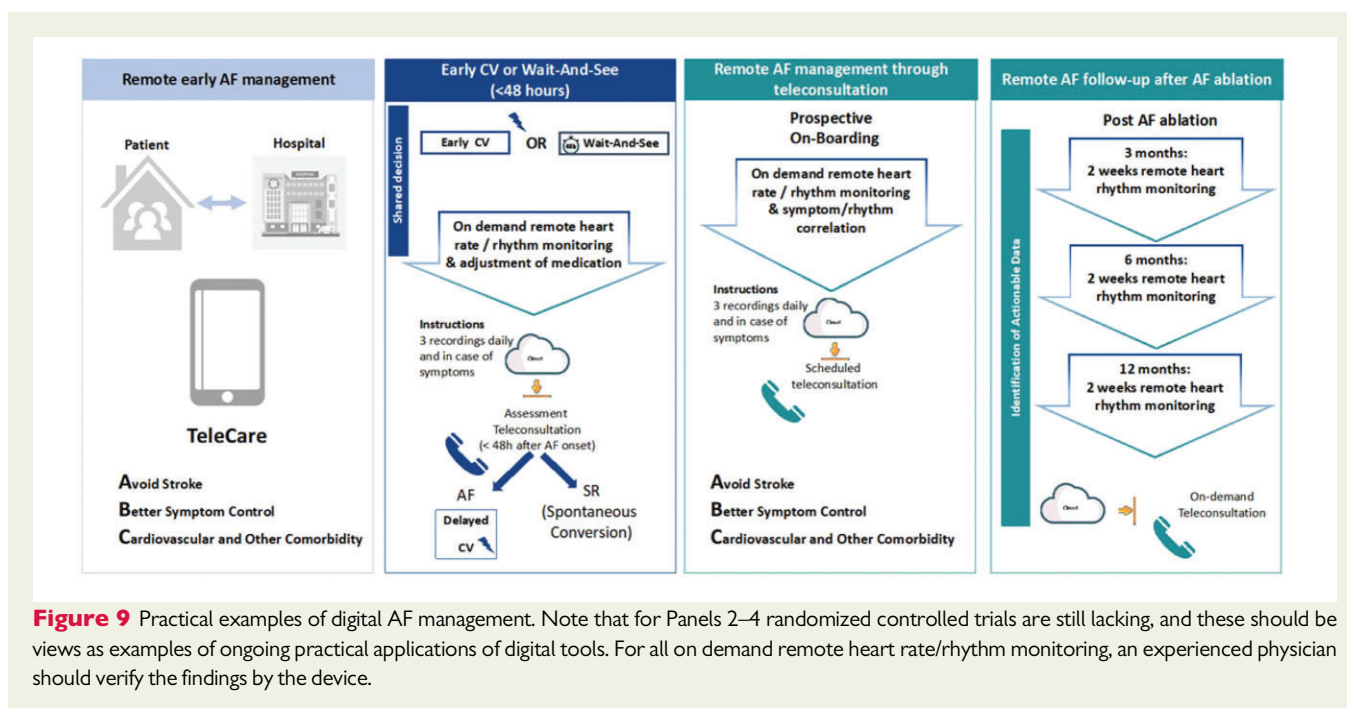 Remote early AF management
Patient
Hospital
HOSPITAL
TeleCare
Avoid Stroke
Better Symptom Control
Cardiovascular and Other Comorbidity
Early CV or Wait-And-See
(<48 hours)
Shared decision
Early CV
OR
Wait-And-See
On demand remote heart
rate / rhythm monitoring
& adjustment of medication
Instructions
3 recordings daily
and in case of
symptoms
Cloud
Assessment
Teleconsultation
(< 48h after AF onset)
AF
SR
(Spontaneous
Conversion)
Delayed
CV
Remote AF management through
teleconsultation
Prospective
On-Boarding
On demand remote heart
rate / rhythm monitoring
& symptom/rhythm
correlation
Instructions
3 recordings daily
and in case of
symptoms
Cloud
Scheduled
teleconsultation
Avoid Stroke
Better Symptom Control
Cardiovascular and Other Comorbidity
Remote AF follow-up after AF ablation
Identification of Actionable Data
Post AF ablation
3 months:
2 weeks remote heart
rhythm monitoring
6 months:
2 weeks remote heart
rhythm monitoring
12 months:
2 weeks remote heart
rhythm monitoring
Cloud
On-demand
Teleconsultation
Figure 9 Practical examples of digital AF management. Note that for Panels 2–4 randomized controlled trials are still lacking, and these should be
views as examples of ongoing practical applications of digital tools. For all on demand remote heart rate/rhythm monitoring, an experienced physician
should verify the findings by the device.